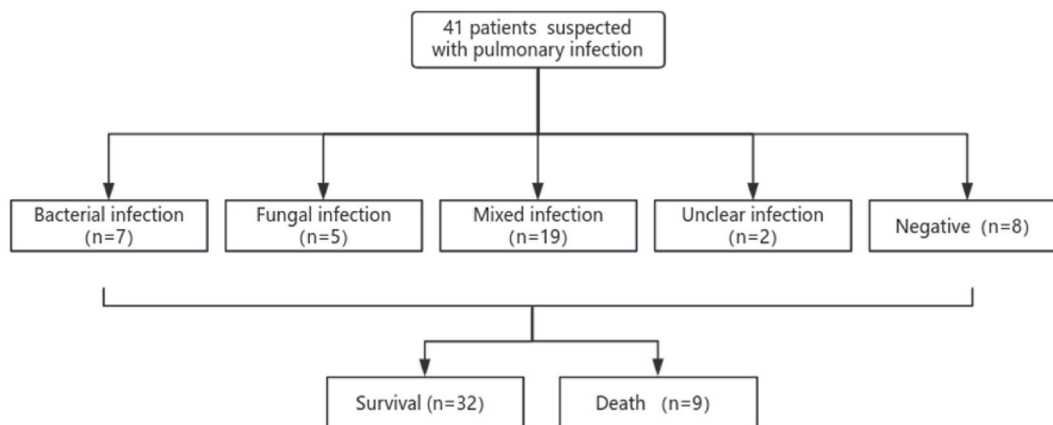 41 patients suspected
with pulmonary infection
Bacterial infection
(n=7)
Fungal infection
(n=5)
Mixed infection
(n=19)
Unclear infection
(n=2)
Negative (n=8)
Survival (n=32)
Death (n=9)